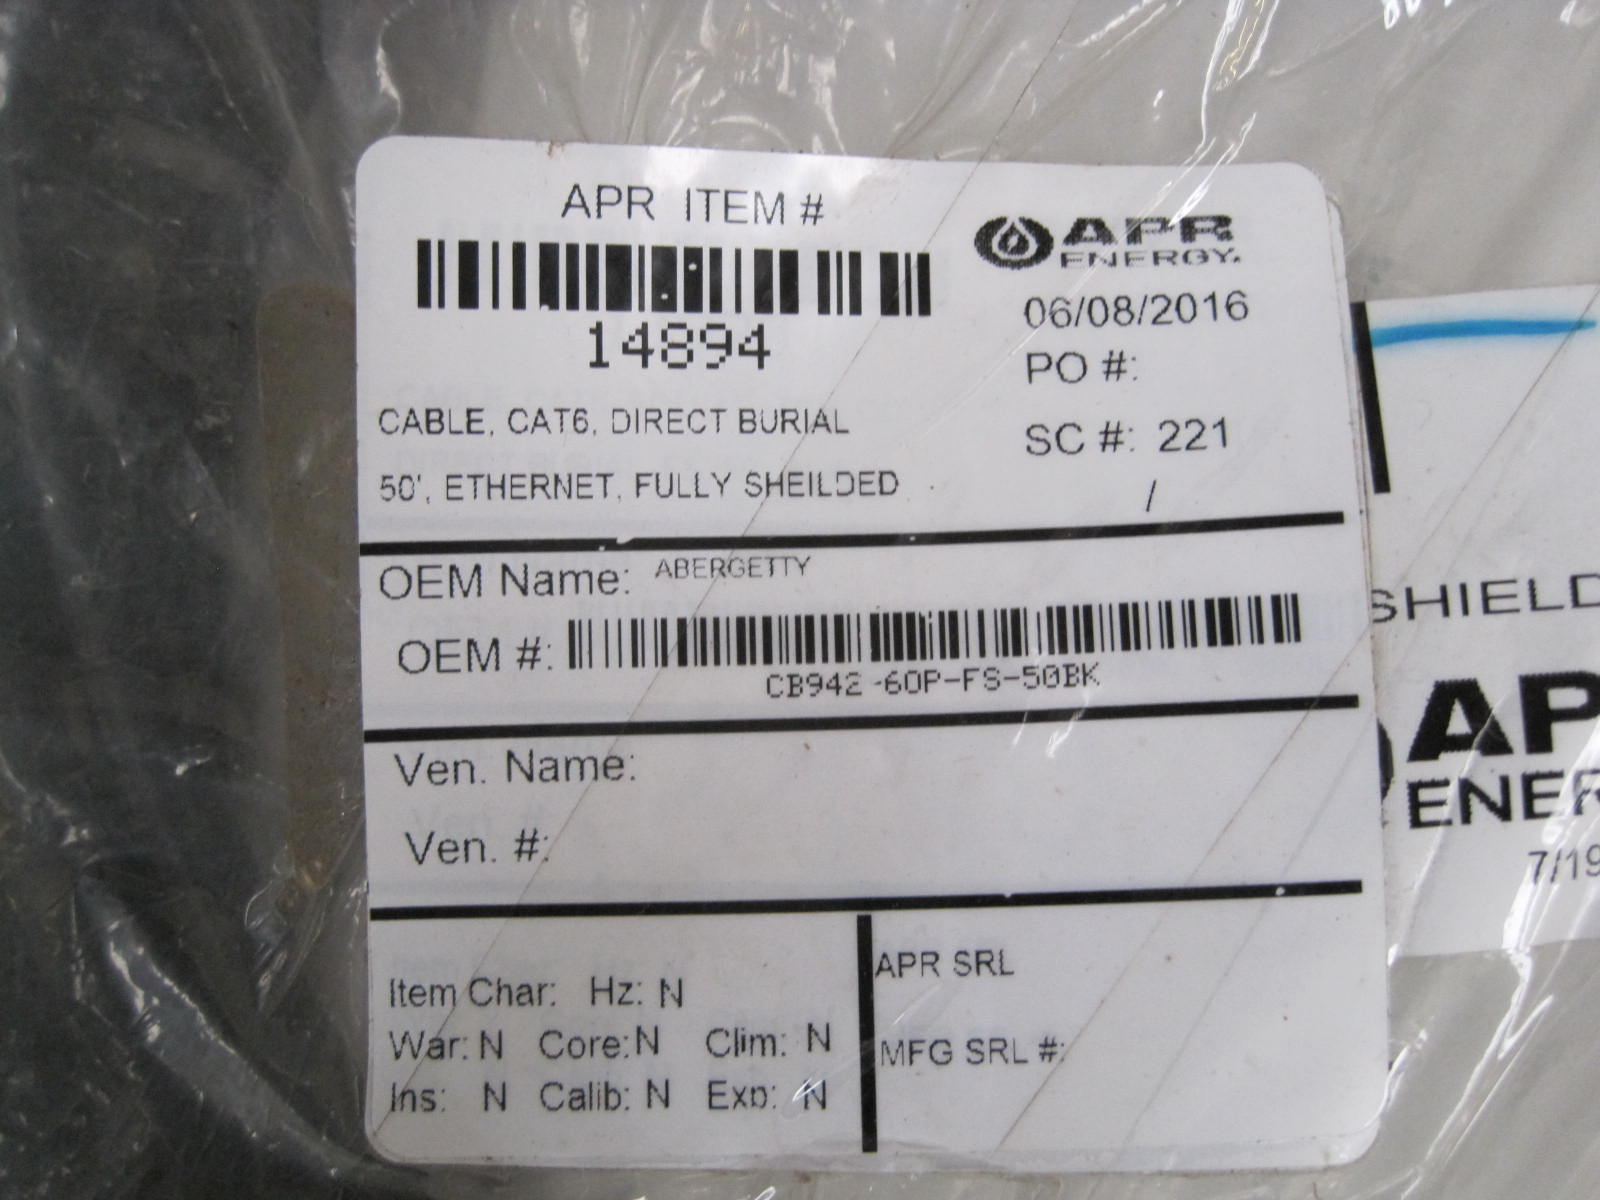 APR ITEM #
14894
APR
ENERGY.
06/08/2016
PO #:
SC #: 221
/
CABLE, CAT6, DIRECT BURIAL
50', ETHERNET, FULLY SHEILDED
OEM Name: ABERGETTY
OEM #:
CB942-6OP-FS-50BK
Ven. Name:
Ven. #:
Item Char: Hz: N
War: N Core: N Clim: N
Ins: N Calib: N Exp: N
APR SRL
MFG SRL #:
SHIELD
AP
ENER
7/19